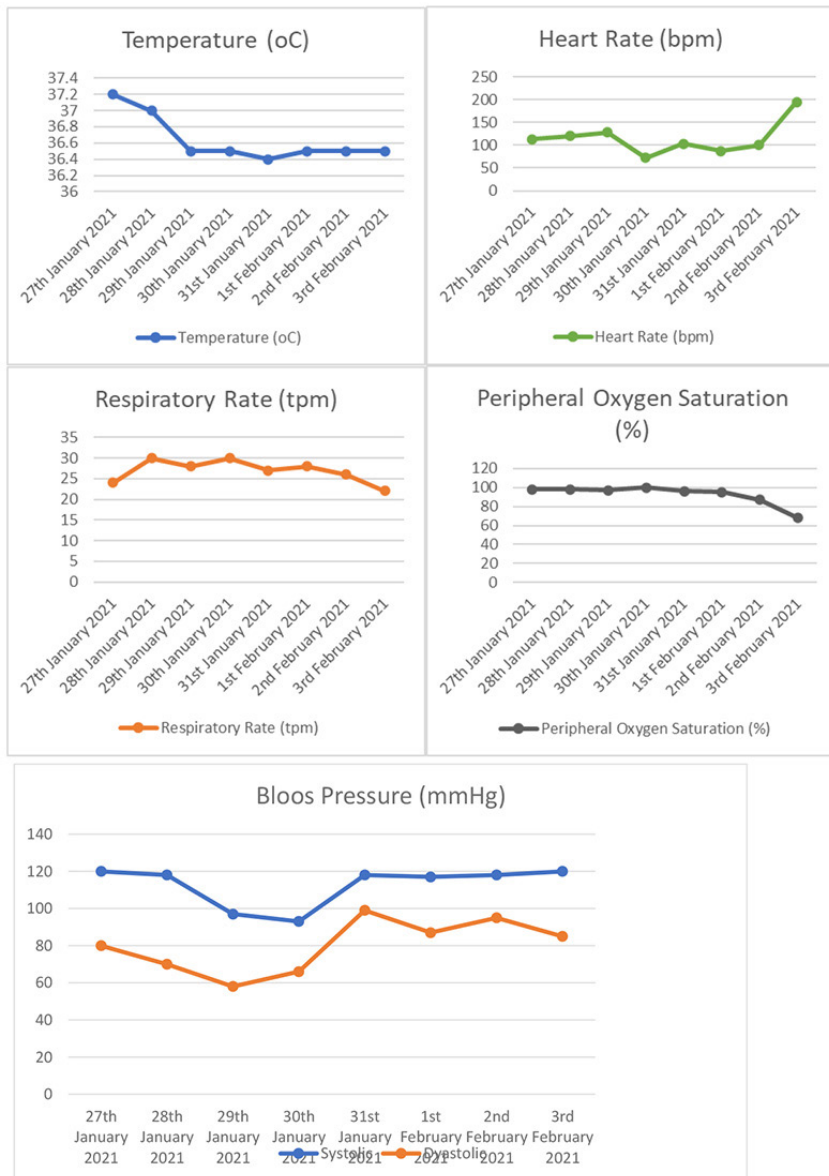 Temperature (oC)
37.4
37.2
37
36.8
36.6
36.4
36.2
36
27th January 2021
28th January 2021
29th January 2021
30th January 2021
31st January 2021
1st February 2021
2nd February 2021
3rd February 2021
Temperature (oC)
Heart Rate (bpm)
250
200
150
100
50
0
27th January 2021
28th January 2021
29th January 2021
30th January 2021
31st January 2021
1st February 2021
2nd February 2021
3rd February 2021
Heart Rate (bpm)
Respiratory Rate (tpm)
35
30
25
20
15
10
5
0
27th January 2021
28th January 2021
29th January 2021
30th January 2021
31st January 2021
1st February 2021
2nd February 2021
3rd February 2021
Respiratory Rate (tpm)
Peripheral Oxygen Saturation
(%)
120
100
80
60
40
20
0
27th January 2021
28th January 2021
29th January 2021
30th January 2021
31st January 2021
1st February 2021
2nd February 2021
3rd February 2021
Peripheral Oxygen Saturation (%)
Bloos Pressure (mmHg)
140
120
100
80
60
40
20
0
27th 28th 29th 30th 31st 1st 2nd 3rd
January January January January January February February February
2021 2021 2021 2021 2021 2021 2021 2021
Systolic Dyastolic